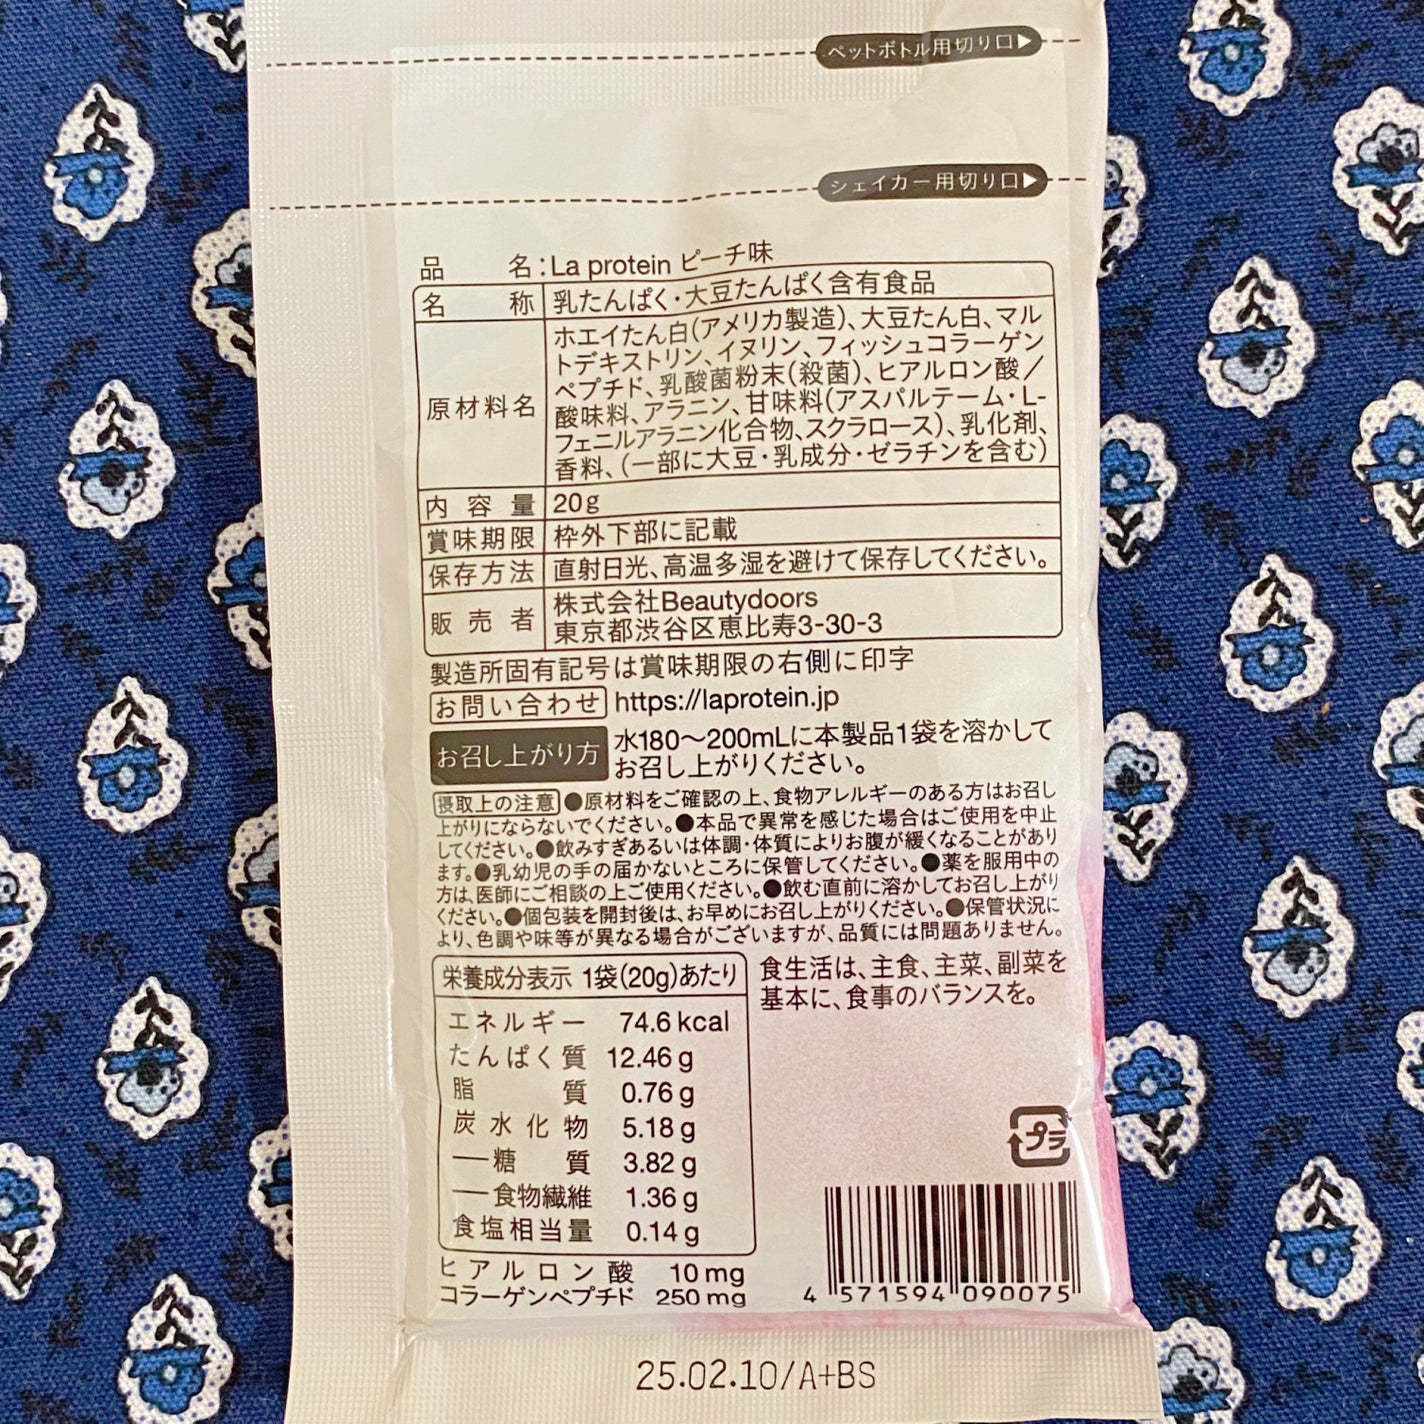 ペットボトル用切り口▶
シェイカー用切り口▶
品名:La protein ピーチ味
名称 乳たんぱく・大豆たんぱく含有食品
原材料名 ホエイたん白(アメリカ製造)、大豆たん白、マル
トデキストリン、イヌリン、フィッシュコラーゲン
ペプチド、乳酸菌粉末(殺菌)、ヒアルロン酸/
酸味料、アラニン、甘味料(アスパルテーム・L-
フェニルアラニン化合物、スクラロース)、乳化剤、
香料、(一部に大豆・乳成分・ゼラチンを含む)
内容量 20g
賞味期限 枠外下部に記載
保存方法 直射日光、高温多湿を避けて保存してください。
販売者 株式会社Beautydoors
東京都渋谷区恵比寿3-30-3
製造所固有記号は賞味期限の右側に印字
お問い合わせ https://laprotein.jp
お召し上がり方 水180〜200mLに本製品1袋を溶かして
お召し上がりください。
摂取上の注意 ●原材料をご確認の上、食物アレルギーのある方はお召し
上がりにならないでください。●本品で異常を感じた場合はご使用を中止
してください。●飲みすぎあるいは体調・体質によりお腹が緩くなることがあり
ます。●乳幼児の手の届かないところに保管してください。●薬を服用中の
方は、医師にご相談の上ご使用ください。●飲む直前に溶かしてお召し上がり
ください。●個包装を開封後は、お早めにお召し上がりください。●保管状況に
より、色調や味等が異なる場合がございますが、品質には問題ありません。
栄養成分表示 1袋(20g)あたり
エネルギー 74.6kcal
たんぱく質 12.46g
脂質 0.76g
炭水化物 5.18g
―糖質 3.82g
―食物繊維 1.36g
食塩相当量 0.14g
ヒアルロン酸 10mg
コラーゲンペプチド 250mg
食生活は、主食、主菜、副菜を
基本に、食事のバランスを。
プラ
4 571594 090075
25.02.10/A+BS